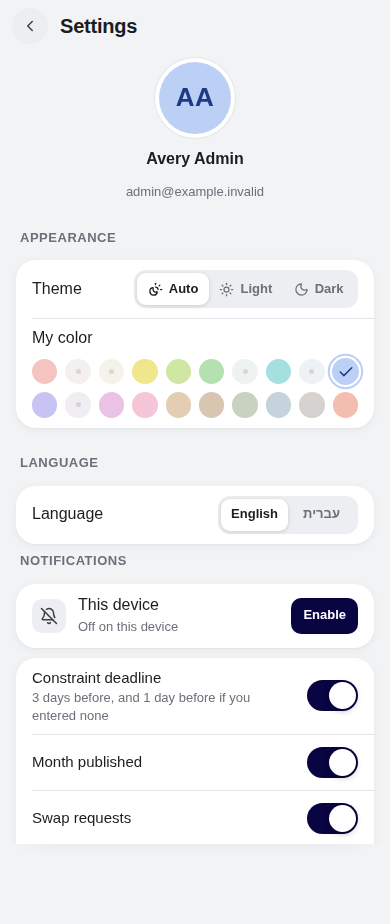 Settings
AA
Avery Admin
admin@example.invalid
APPEARANCE
Theme
Auto
Light
Dark
My color
LANGUAGE
Language
English
עברית
NOTIFICATIONS
This device
Off on this device
Enable
Constraint deadline
3 days before, and 1 day before if you
entered none
Month published
Swap requests